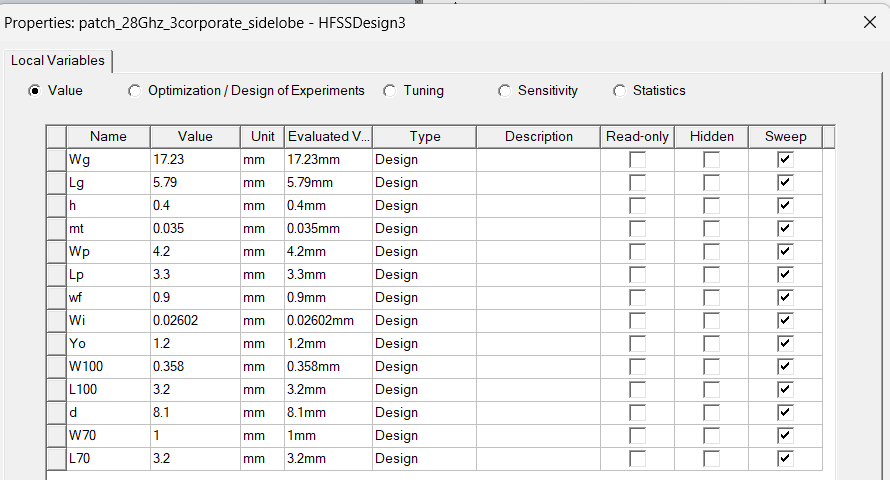 Properties: patch_28Ghz_3corporate_sidelobe - HFSSDesign3
Local Variables
Value Optimization / Design of Experiments Tuning Sensitivity Statistics
Name Value Unit Evaluated V... Type Description Read-only Hidden Sweep
Wg 17.23 mm 17.23mm Design
Lg 5.79 mm 5.79mm Design
h 0.4 mm 0.4mm Design
mt 0.035 mm 0.035mm Design
Wp 4.2 mm 4.2mm Design
Lp 3.3 mm 3.3mm Design
wf 0.9 mm 0.9mm Design
Wi 0.02602 mm 0.02602mm Design
Yo 1.2 mm 1.2mm Design
W100 0.358 mm 0.358mm Design
L100 3.2 mm 3.2mm Design
d 8.1 mm 8.1mm Design
W70 1 mm 1mm Design
L70 3.2 mm 3.2mm Design